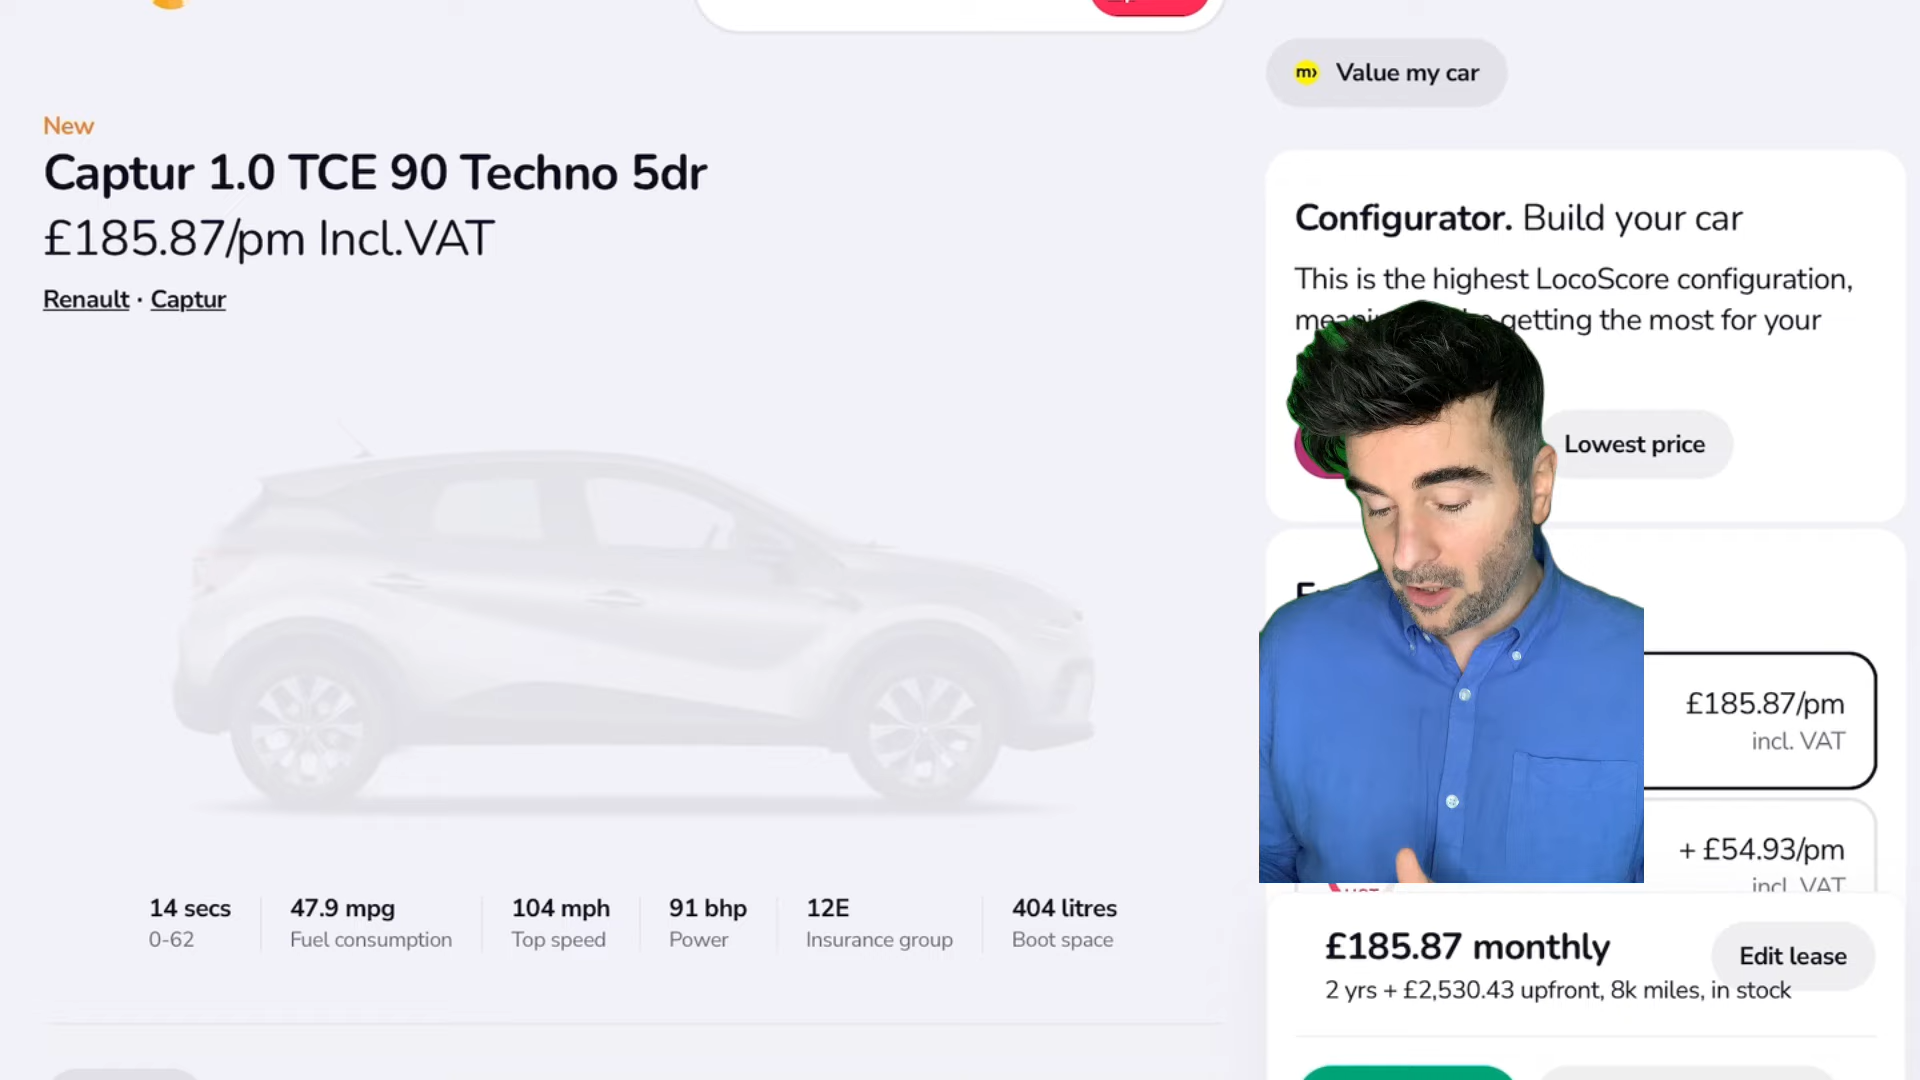 New
Captur 1.0 TCE 90 Techno 5dr
£185.87/pm Incl.VAT
Renault · Captur
14 secs
0-62
47.9 mpg
Fuel consumption
104 mph
Top speed
91 bhp
Power
12E
Insurance group
404 litres
Boot space
m Value my car
Configurator. Build your car
This is the highest LocoScore configuration,
getting the most for your
Lowest price
£185.87/pm
incl. VAT
+ £54.93/pm
incl. VAT
£185.87 monthly
2 yrs + £2,530.43 upfront, 8k miles, in stock
Edit lease